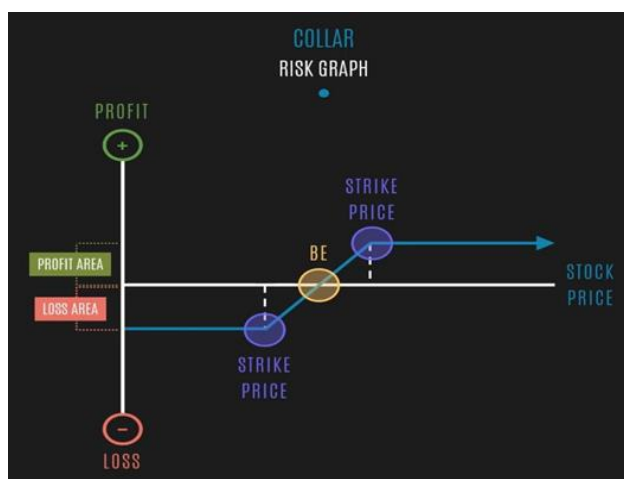 COLLAR
RISK GRAPH
PROFIT
+
STRIKE
PRICE
BE
PROFIT AREA
STOCK
PRICE
LOSS AREA
STRIKE
PRICE
−
LOSS